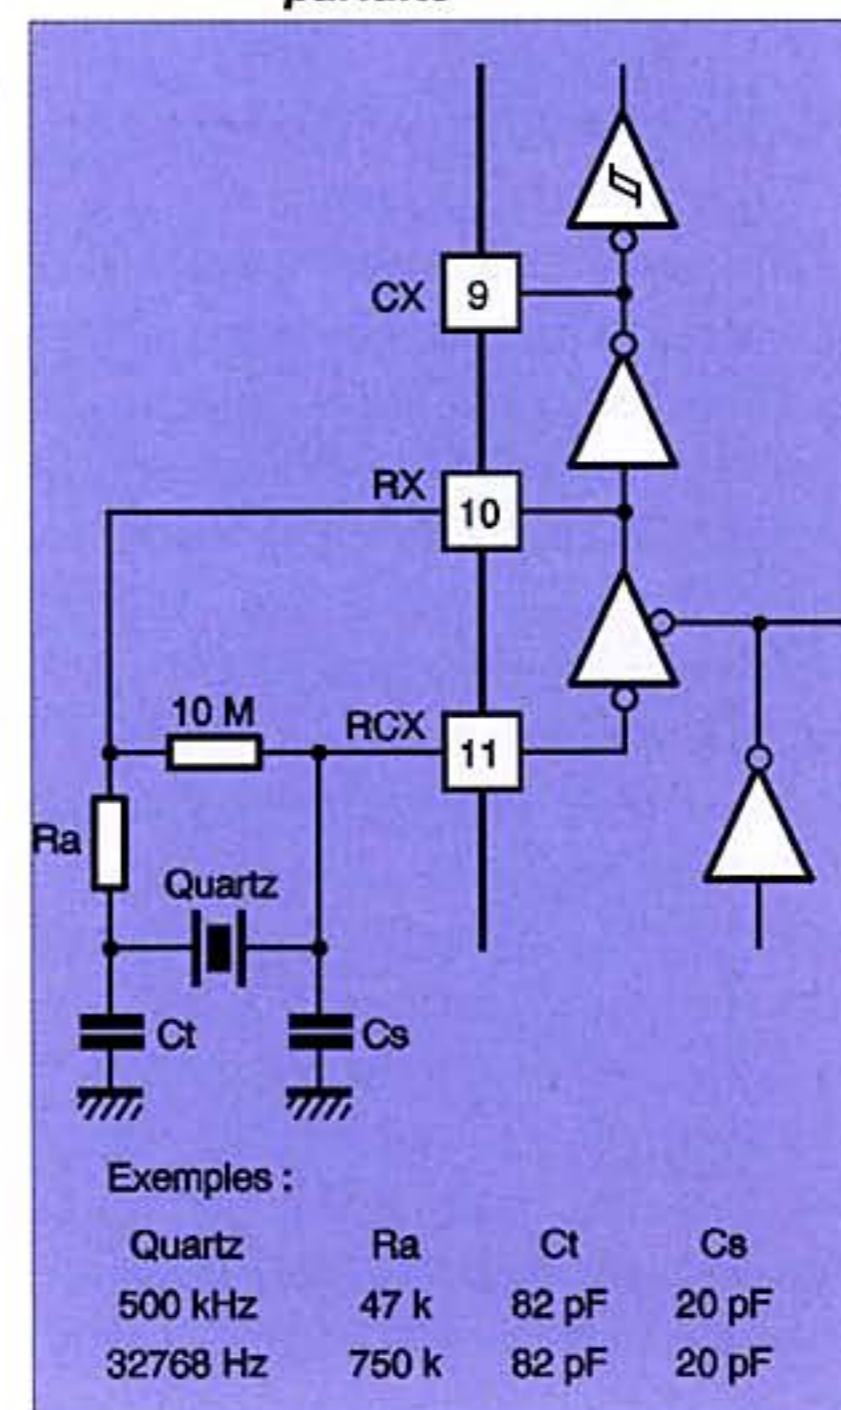 CX 9
RX 10
10 M
RCX 11
Ra
Quartz
Ct
Cs
Exemples :
Quartz Ra Ct Cs
500 kHz 47 k 82 pF 20 pF
32768 Hz 750 k 82 pF 20 pF